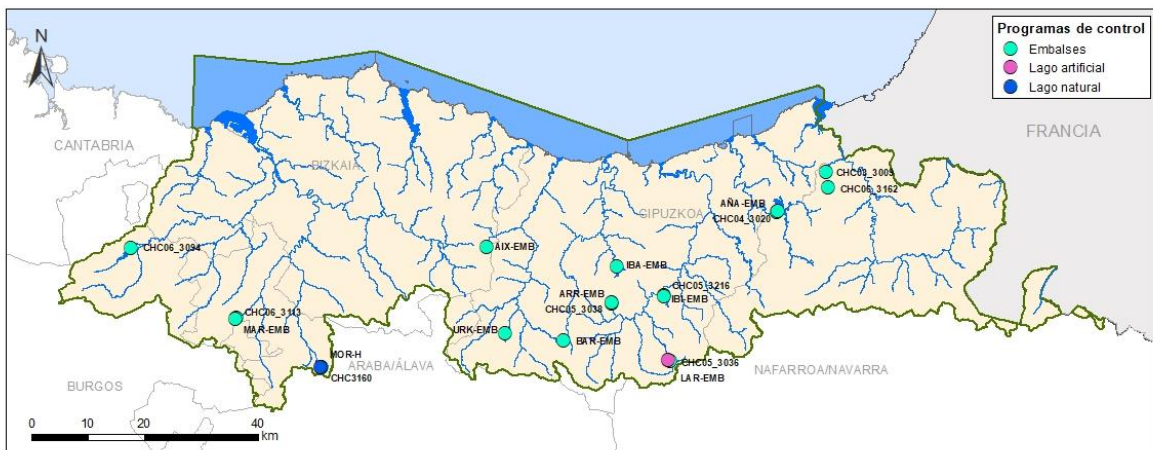 N
Programas de control
Embalses
Lago artificial
Lago natural
FRANCIA
CANTABRIA
BIZKAIA
CHC08_3005
CHC06_3162
AÑA-EMB
CHC04_3020
GIPUZKOA
CHC06_3094
AIX-EMB
IBA-EMB
CHC05_3216
IBI-EMB
ARR-EMB
CHC05_3038
CHC06_3113
MAR-EMB
URK-EMB
BAR-EMB
MOR-H
CHC3160
ARABA/ÁLAVA
CHC05_3036
LAR-EMB
NAFARROA/NAVARRA
BURGOS
0 10 20 40
km